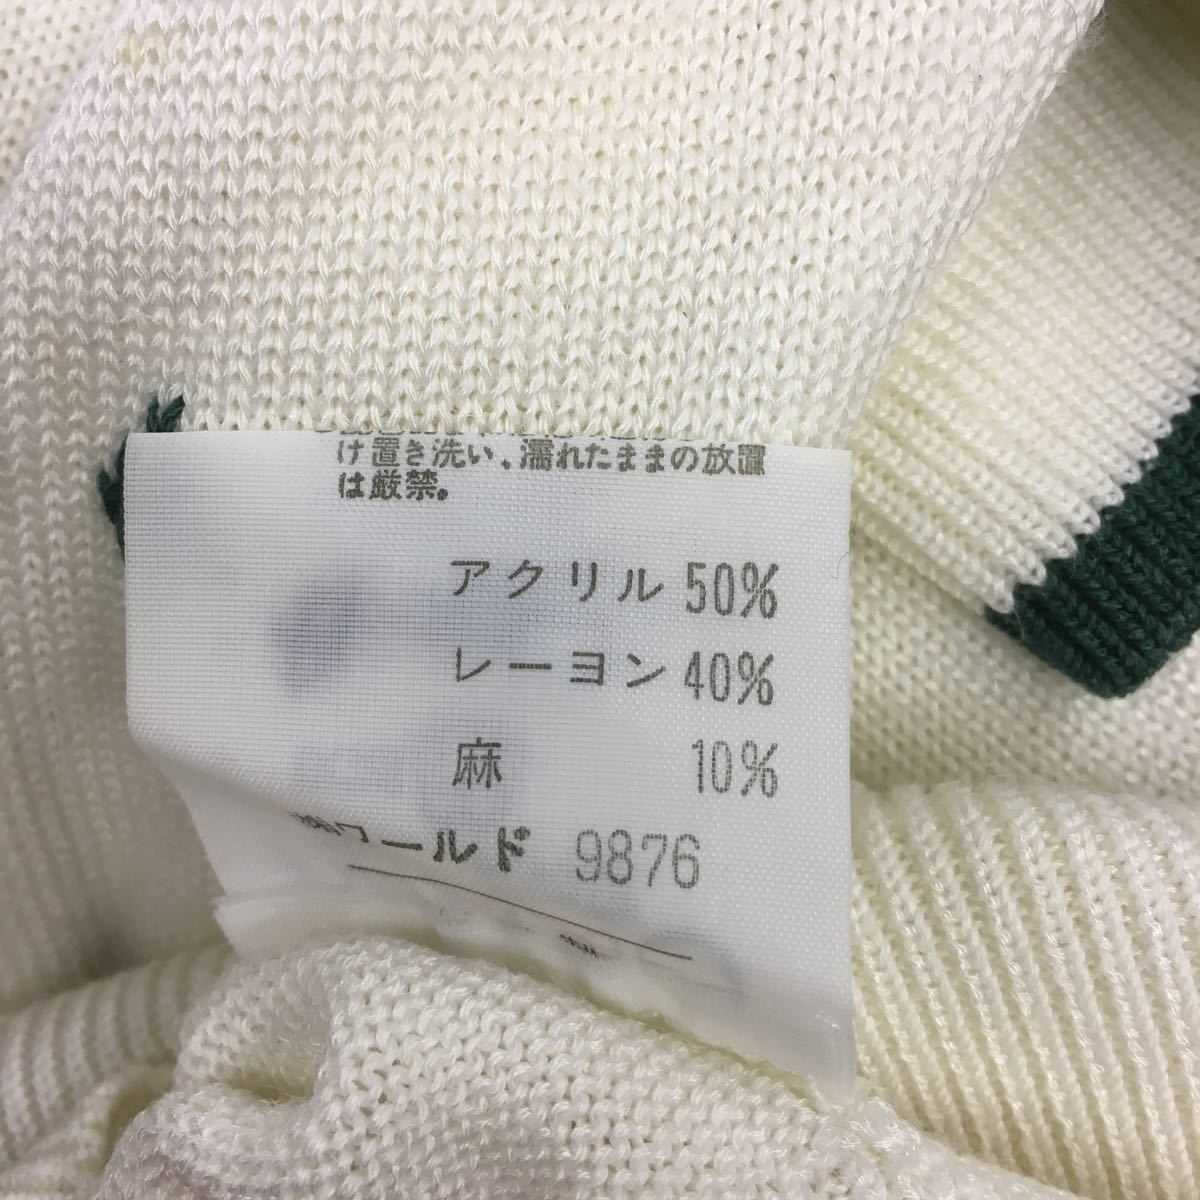 け置き洗い、濡れたままの放置
は厳禁。
アクリル 50%
レーヨン 40%
麻 10%
ワールド 9876